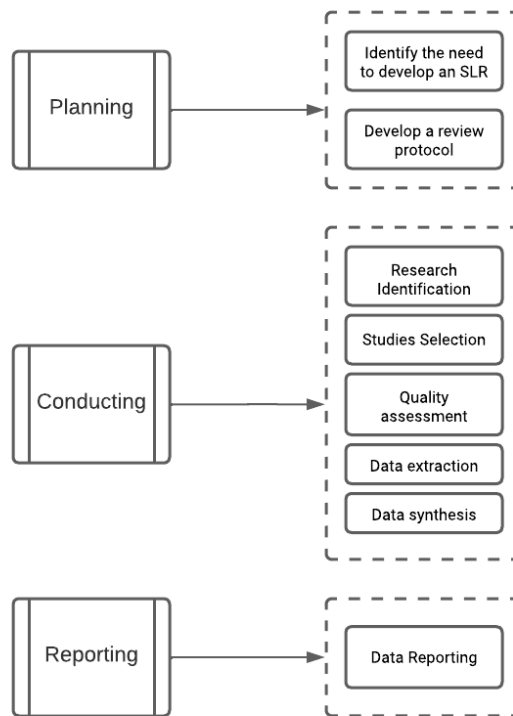 Planning
Identify the need
to develop an SLR
Develop a review
protocol
Conducting
Research
Identification
Studies Selection
Quality
assessment
Data extraction
Data synthesis
Reporting
Data Reporting